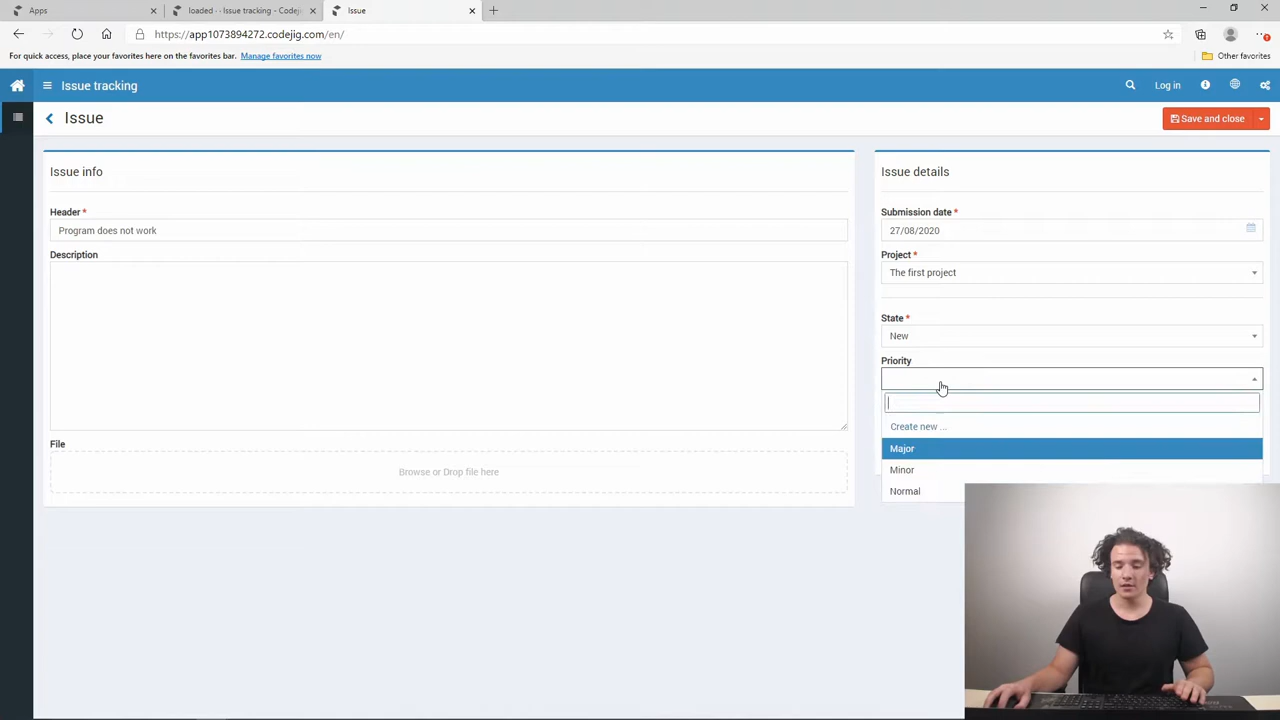 Apps
loaded - - Issue tracking - Codejig
Issue
https://app1073894272.codejig.com/en/
For quick access, place your favorites here on the favorites bar. Manage favorites now
Other favorites
Issue tracking
Log in
Issue
Save and close
Issue info
Header *
Program does not work
Description
File
Browse or Drop file here
Issue details
Submission date *
27/08/2020
Project *
The first project
State *
New
Priority
Create new ...
Major
Minor
Normal